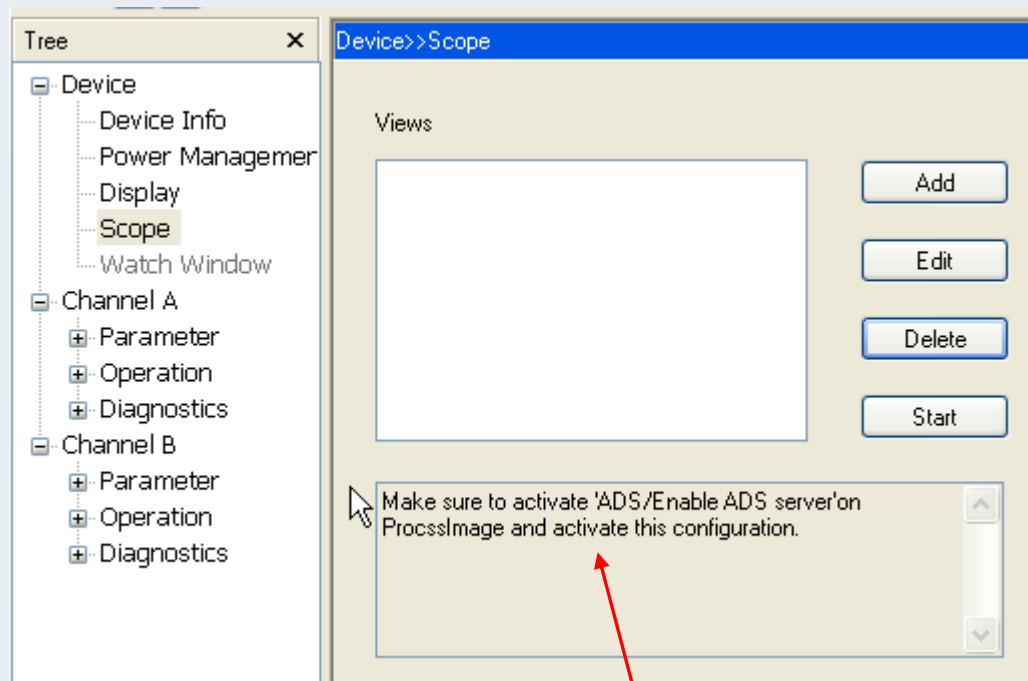 Tree
Device
Device Info
Power Managemer
Display
Scope
Watch Window
Channel A
Parameter
Operation
Diagnostics
Channel B
Parameter
Operation
Diagnostics
Device>>Scope
Views
Add
Edit
Delete
Start
Make sure to activate 'ADS/Enable ADS server'on
ProcssImage and activate this configuration.